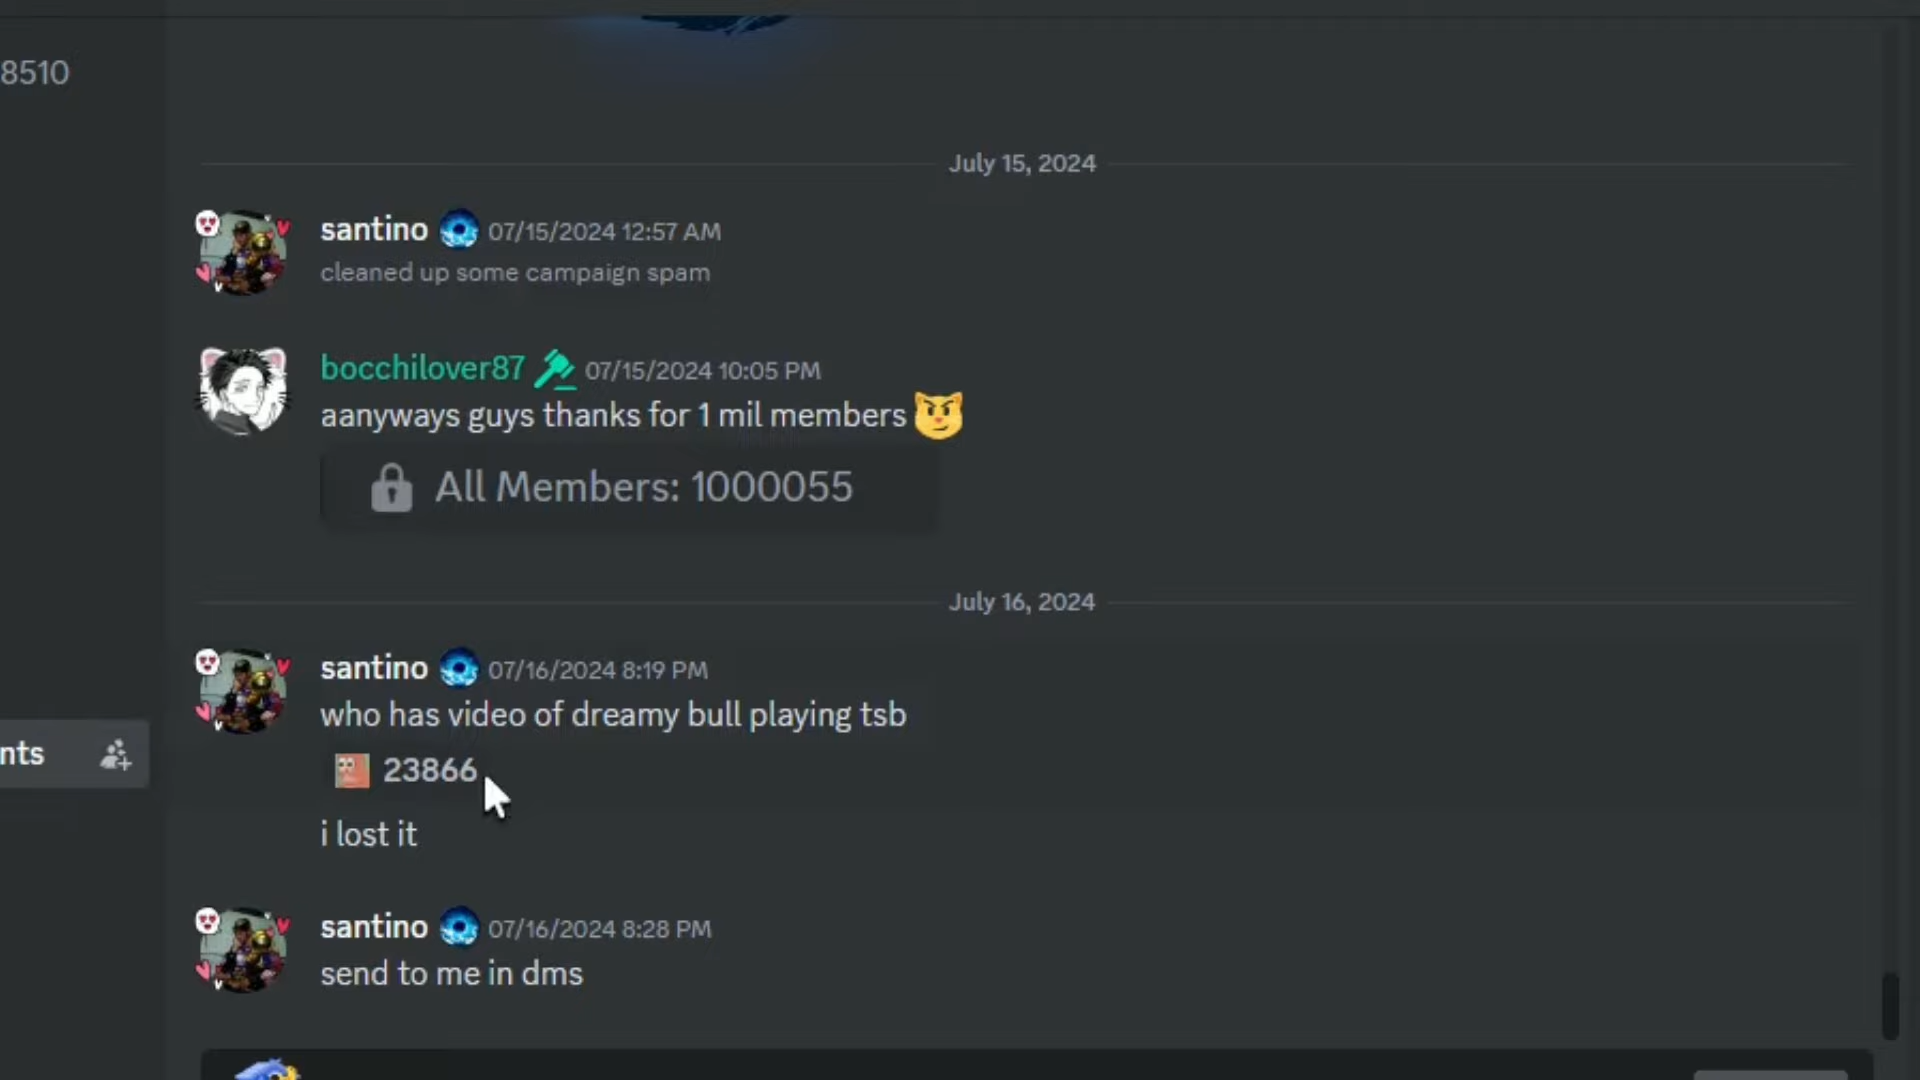 8510
July 15, 2024
santino 07/15/2024 12:57 AM
cleaned up some campaign spam
bocchilover87 07/15/2024 10:05 PM
aanyways guys thanks for 1 mil members
All Members: 1000055
July 16, 2024
santino 07/16/2024 8:19 PM
who has video of dreamy bull playing tsb
nts
23866
i lost it
santino 07/16/2024 8:28 PM
send to me in dms